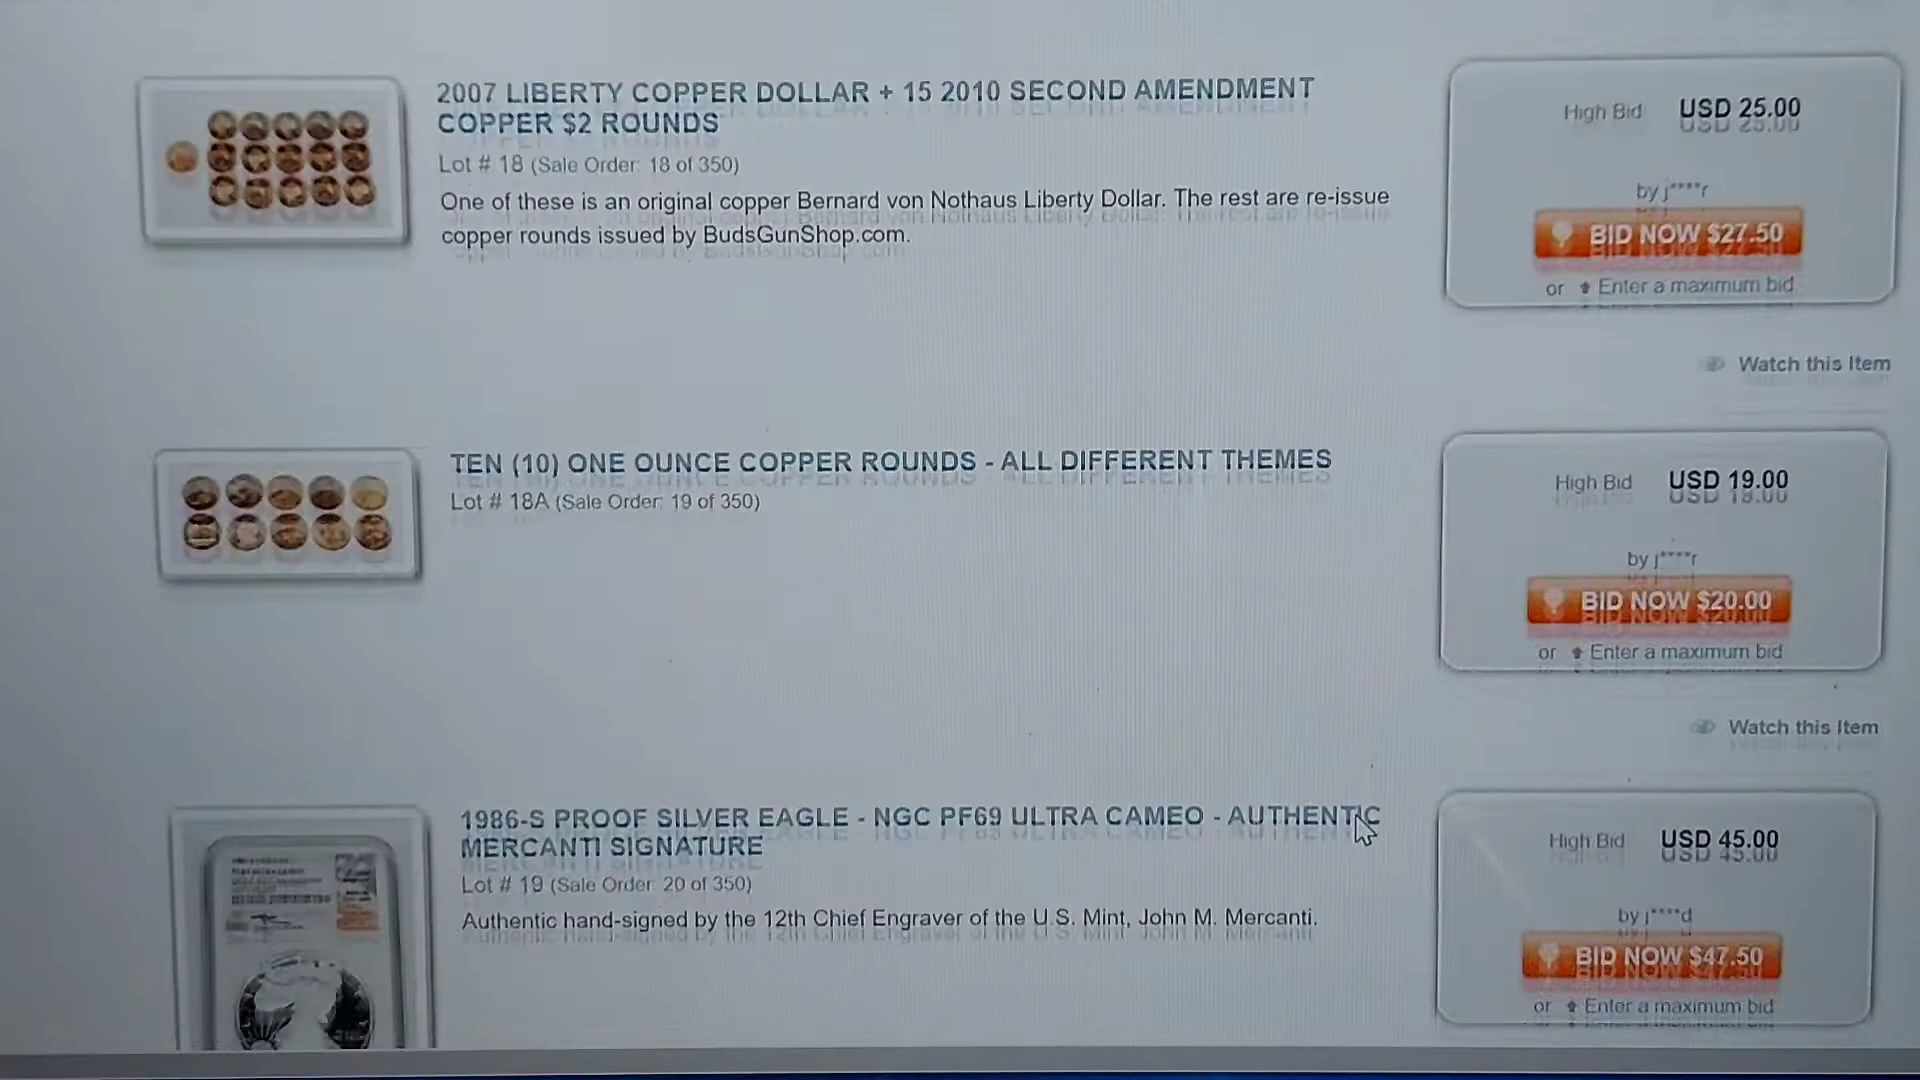 2007 LIBERTY COPPER DOLLAR + 15 2010 SECOND AMENDMENT
COPPER $2 ROUNDS
Lot # 18 (Sale Order: 18 of 350)
One of these is an original copper Bernard von Nothaus Liberty Dollar. The rest are re-issue
copper rounds issued by BudsGunShop.com.
High Bid USD 25.00
by j****r
BID NOW $27.50
or Enter a maximum bid
Watch this Item
TEN (10) ONE OUNCE COPPER ROUNDS - ALL DIFFERENT THEMES
Lot # 18A (Sale Order: 19 of 350)
High Bid USD 19.00
by j****r
BID NOW $20.00
or Enter a maximum bid
Watch this Item
1986-S PROOF SILVER EAGLE - NGC PF69 ULTRA CAMEO - AUTHENTIC
MERCANTI SIGNATURE
Lot # 19 (Sale Order: 20 of 350)
Authentic hand-signed by the 12th Chief Engraver of the U.S. Mint, John M. Mercanti.
High Bid USD 45.00
by j****d
BID NOW $47.50
or Enter a maximum bid